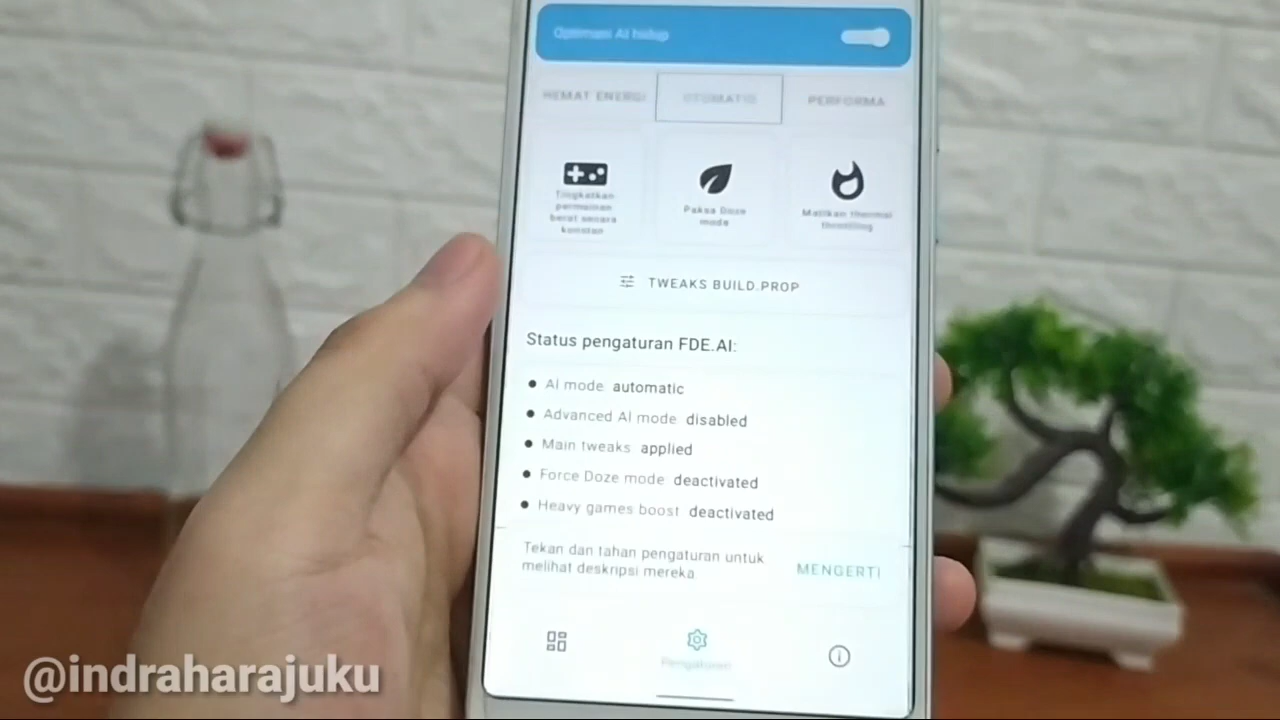 Optimasi AI hidup
HEMAT ENERGI
OTOMATIS
PERFORMA
Tingkatkan
permainan
berat secara
konstan
Paksa Doze
mode
Matikan thermal
throttling
TWEAKS BUILD.PROP
Status pengaturan FDE.AI:
• AI mode automatic
• Advanced AI mode disabled
• Main tweaks applied
• Force Doze mode deactivated
• Heavy games boost deactivated
Tekan dan tahan pengaturan untuk
melihat deskripsi mereka
MENGERTI
Pengaturan
@indraharajuku